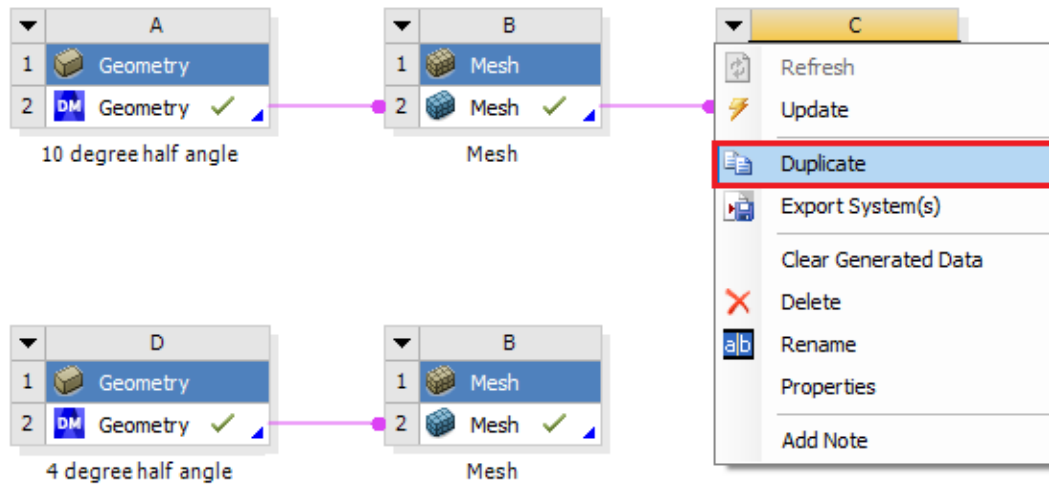 A
1 Geometry
2 DM Geometry
10 degree half angle
B
1 Mesh
2 Mesh
Mesh
C
Refresh
Update
Duplicate
Export System(s)
Clear Generated Data
Delete
a|b Rename
Properties
Add Note
D
1 Geometry
2 DM Geometry
4 degree half angle
B
1 Mesh
2 Mesh
Mesh